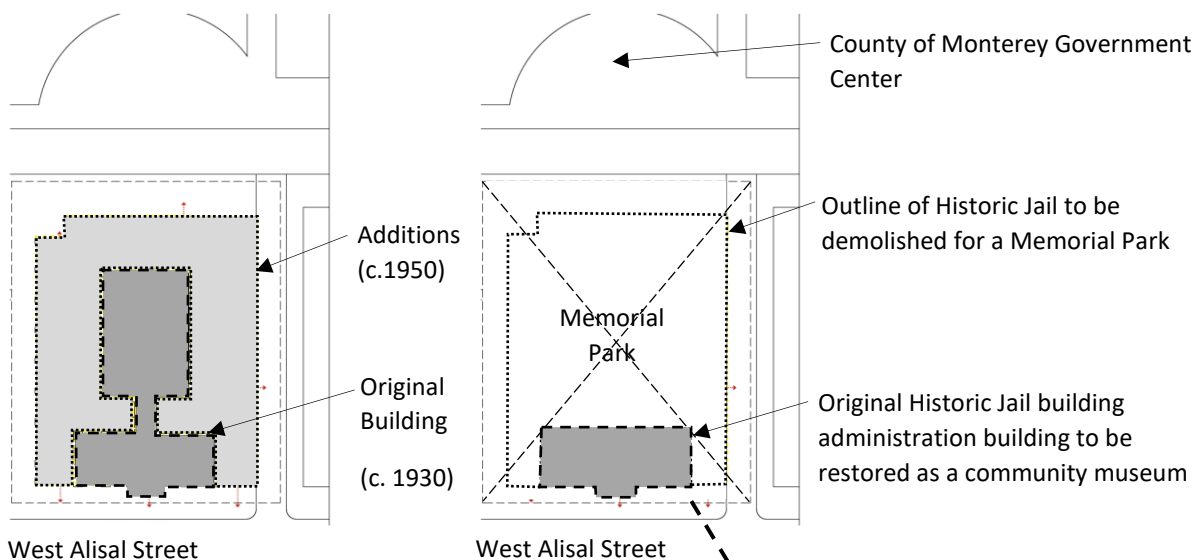 County of Monterey Government
Center
Additions
(c.1950)
Outline of Historic Jail to be
demolished for a Memorial Park
Memorial
Park
Original
Building
(c. 1930)
Original Historic Jail building
administration building to be
restored as a community museum
West Alisal Street
West Alisal Street